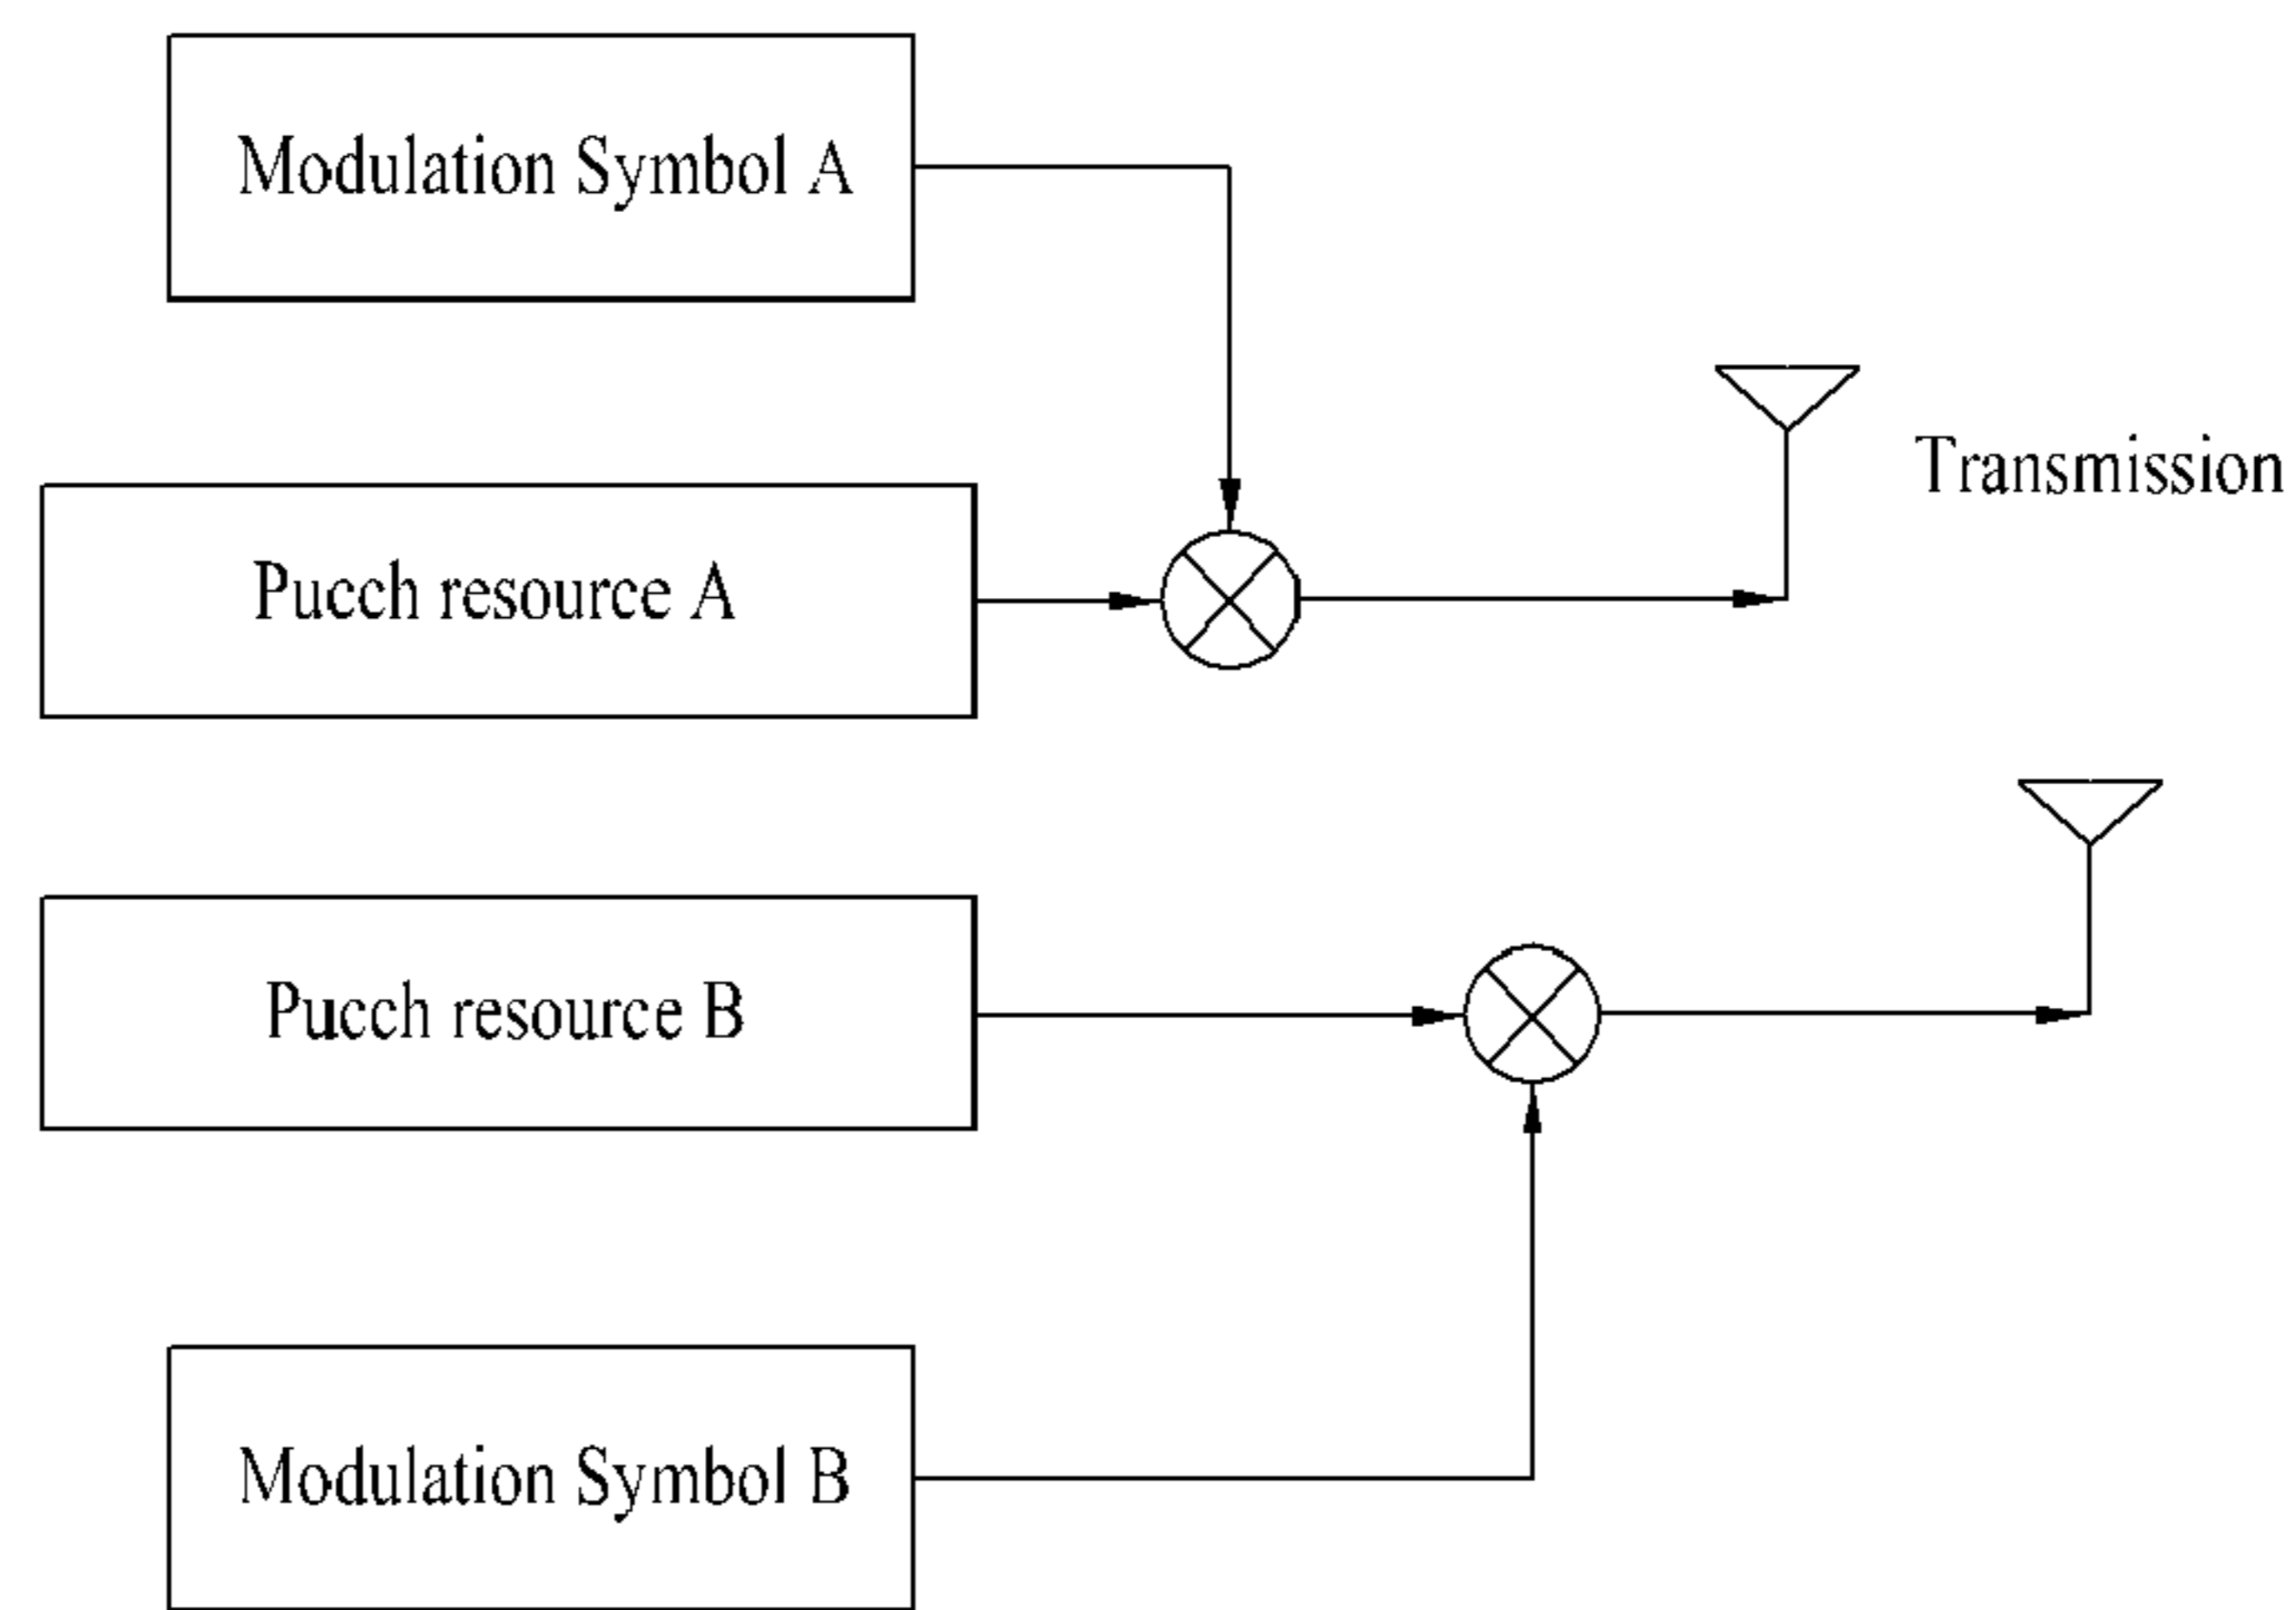 Modulation Symbol A
Transmission
Pucch resource A
Pucch resource B
Modulation Symbol B